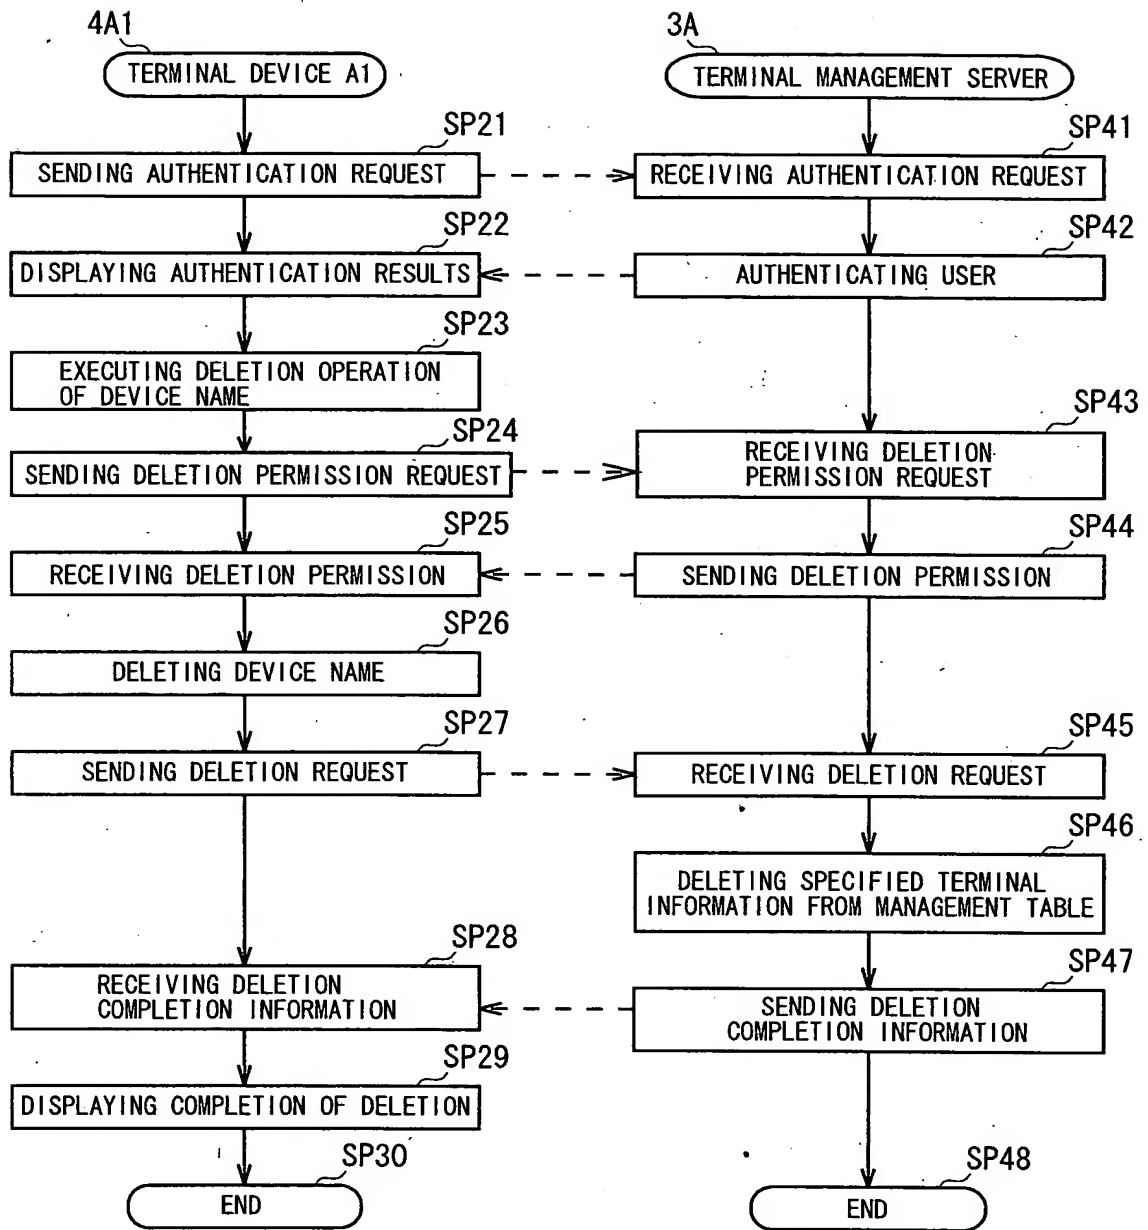 4A1
TERMINAL DEVICE A1
SP21
SENDING AUTHENTICATION REQUEST
SP22
DISPLAYING AUTHENTICATION RESULTS
SP23
EXECUTING DELETION OPERATION
OF DEVICE NAME
SP24
SENDING DELETION PERMISSION REQUEST
SP25
RECEIVING DELETION PERMISSION
SP26
DELETING DEVICE NAME
SP27
SENDING DELETION REQUEST
SP28
RECEIVING DELETION
COMPLETION INFORMATION
SP29
DISPLAYING COMPLETION OF DELETION
SP30
END
3A
TERMINAL MANAGEMENT SERVER
SP41
RECEIVING AUTHENTICATION REQUEST
SP42
AUTHENTICATING USER
SP43
RECEIVING DELETION
PERMISSION REQUEST
SP44
SENDING DELETION PERMISSION
SP45
RECEIVING DELETION REQUEST
SP46
DELETING SPECIFIED TERMINAL
INFORMATION FROM MANAGEMENT TABLE
SP47
SENDING DELETION
COMPLETION INFORMATION
SP48
END